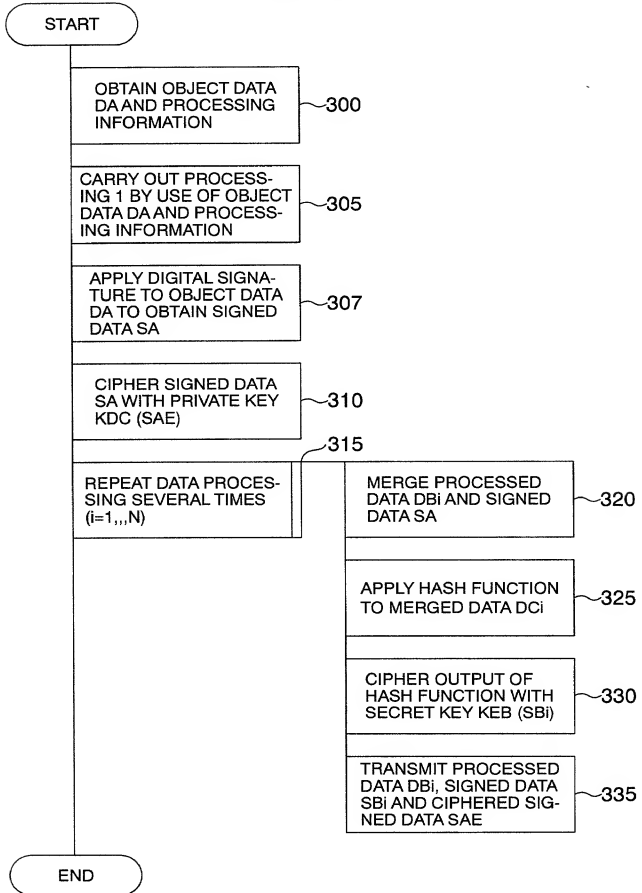 START
OBTAIN OBJECT DATA
DA AND PROCESSING
INFORMATION
300
CARRY OUT PROCESS-
ING 1 BY USE OF OBJECT
DATA DA AND PROCESS-
ING INFORMATION
305
APPLY DIGITAL SIGNA-
TURE TO OBJECT DATA
DA TO OBTAIN SIGNED
DATA SA
307
CIPHER SIGNED DATA
SA WITH PRIVATE KEY
KDC (SAE)
310
315
REPEAT DATA PROCES-
SING SEVERAL TIMES
(i=1,,,N)
MERGE PROCESSED
DATA DBi AND SIGNED
DATA SA
320
APPLY HASH FUNCTION
TO MERGED DATA DCi
325
CIPHER OUTPUT OF
HASH FUNCTION WITH
SECRET KEY KEB (SBi)
330
TRANSMIT PROCESSED
DATA DBi, SIGNED DATA
SBi AND CIPHERED SIG-
NED DATA SAE
335
END